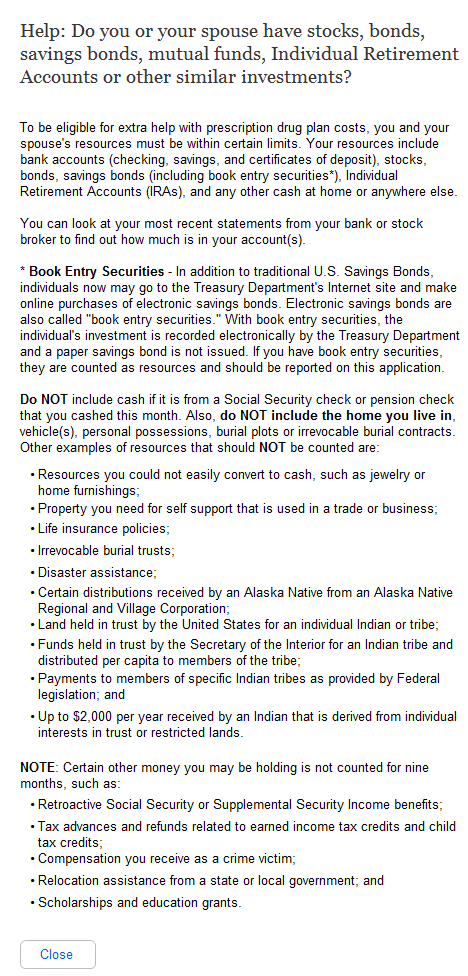 Help: Do you or your spouse have stocks, bonds,
savings bonds, mutual funds, Individual Retirement
Accounts or other similar investments?
To be eligible for extra help with prescription drug plan costs, you and your
spouse's resources must be within certain limits. Your resources include
bank accounts (checking, savings, and certificates of deposit), stocks,
bonds, savings bonds (including book entry securities*), Individual
Retirement Accounts (IRAs), and any other cash at home or anywhere else.
You can look at your most recent statements from your bank or stock
broker to find out how much is in your account(s).
* Book Entry Securities - In addition to traditional U.S. Savings Bonds,
individuals now may go to the Treasury Department's Internet site and make
online purchases of electronic savings bonds. Electronic savings bonds are
also called "book entry securities." With book entry securities, the
individual's investment is recorded electronically by the Treasury Department
and a paper savings bond is not issued. If you have book entry securities,
they are counted as resources and should be reported on this application.
Do NOT include cash if it is from a Social Security check or pension check
that you cashed this month. Also, do NOT include the home you live in,
vehicle(s), personal possessions, burial plots or irrevocable burial contracts.
Other examples of resources that should NOT be counted are:
• Resources you could not easily convert to cash, such as jewelry or
home furnishings;
• Property you need for self support that is used in a trade or business;
• Life insurance policies;
• Irrevocable burial trusts;
• Disaster assistance;
• Certain distributions received by an Alaska Native from an Alaska Native
Regional and Village Corporation;
• Land held in trust by the United States for an individual Indian or tribe;
• Funds held in trust by the Secretary of the Interior for an Indian tribe and
distributed per capita to members of the tribe;
• Payments to members of specific Indian tribes as provided by Federal
legislation; and
• Up to $2,000 per year received by an Indian that is derived from individual
interests in trust or restricted lands.
NOTE: Certain other money you may be holding is not counted for nine
months, such as:
• Retroactive Social Security or Supplemental Security Income benefits;
• Tax advances and refunds related to earned income tax credits and child
tax credits;
• Compensation you receive as a crime victim;
• Relocation assistance from a state or local government; and
• Scholarships and education grants.
Close